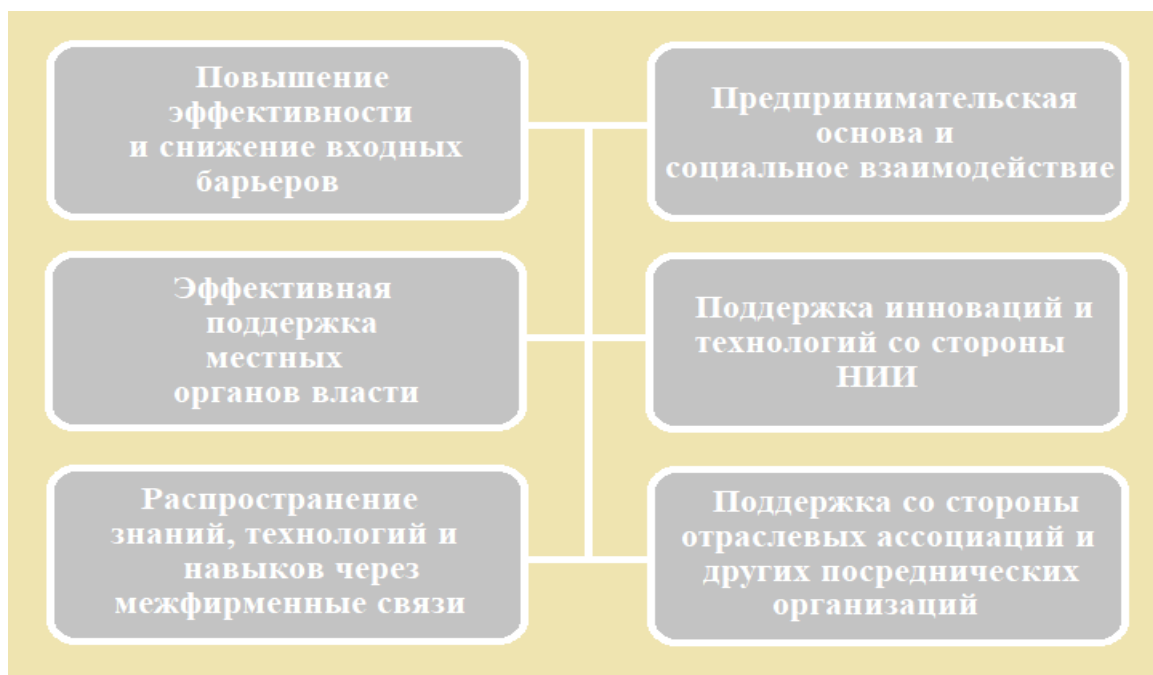 Повышение
эффективности
и снижение входных
барьеров
Предпринимательская
основа и
социальное взаимодействие
Эффективная
поддержка
местных
органов власти
Поддержка инноваций и
технологий со стороны
НИИ
Распространение
знаний, технологий и
навыков через
межфирменные связи
Поддержка со стороны
отраслевых ассоциаций и
других посреднических
организаций